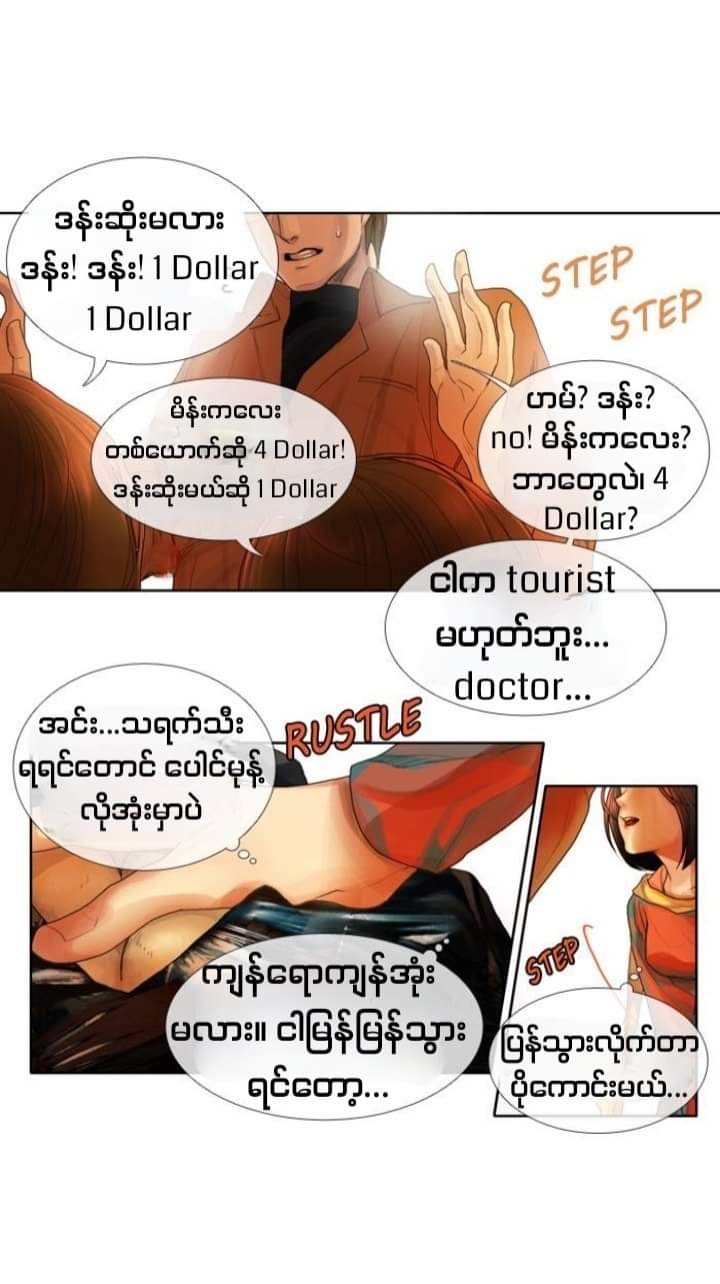 ဒန်းဆိုးမလား
ဒန်း! ဒန်း! 1 Dollar
1 Dollar
STEP
STEP
မိန်းကလေး
တစ်ယောက်ဆို 4 Dollar!
ဒန်းဆိုးမယ်ဆို 1 Dollar
ဟမ်? ဒန်း?
no! မိန်းကလေး?
ဘာတွေလဲ၊ 4
Dollar?
ငါက tourist
မဟုတ်ဘူး...
doctor...
အင်း...သရက်သီး
ရရင်တောင် ပေါင်မုန့်
လိုအုံးမှာပဲ
RUSTLE
ကျန်ရောကျန်အုံး
မလား။ ငါမြန်မြန်သွား
ရင်တော့...
STEP
ပြန်သွားလိုက်တာ
ပိုကောင်းမယ်...